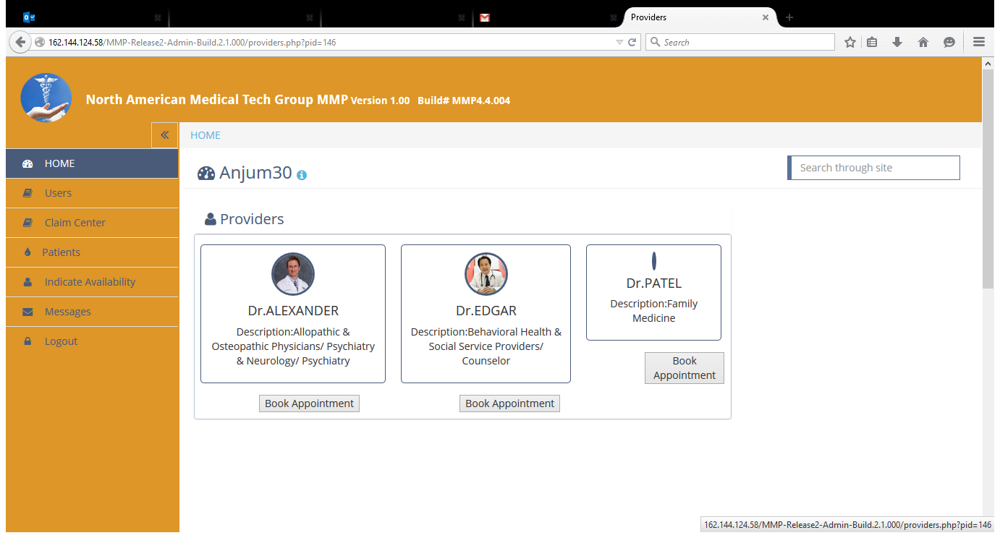 Providers
162.144.124.58/MMP-Release2-Admin-Build.2.1.000/providers.php?pid=146
Search
North American Medical Tech Group MMP Version 1.00 Build# MMP4.4.004
HOME
HOME
Users
Claim Center
Patients
Indicate Availability
Messages
Logout
Anjum30
Search through site
Providers
Dr.ALEXANDER
Description:Allopathic &
Osteopathic Physicians/ Psychiatry
& Neurology/ Psychiatry
Book Appointment
Dr.EDGAR
Description:Behavioral Health &
Social Service Providers/
Counselor
Book Appointment
Dr.PATEL
Description:Family
Medicine
Book
Appointment
162.144.124.58/MMP-Release2-Admin-Build.2.1.000/providers.php?pid=146